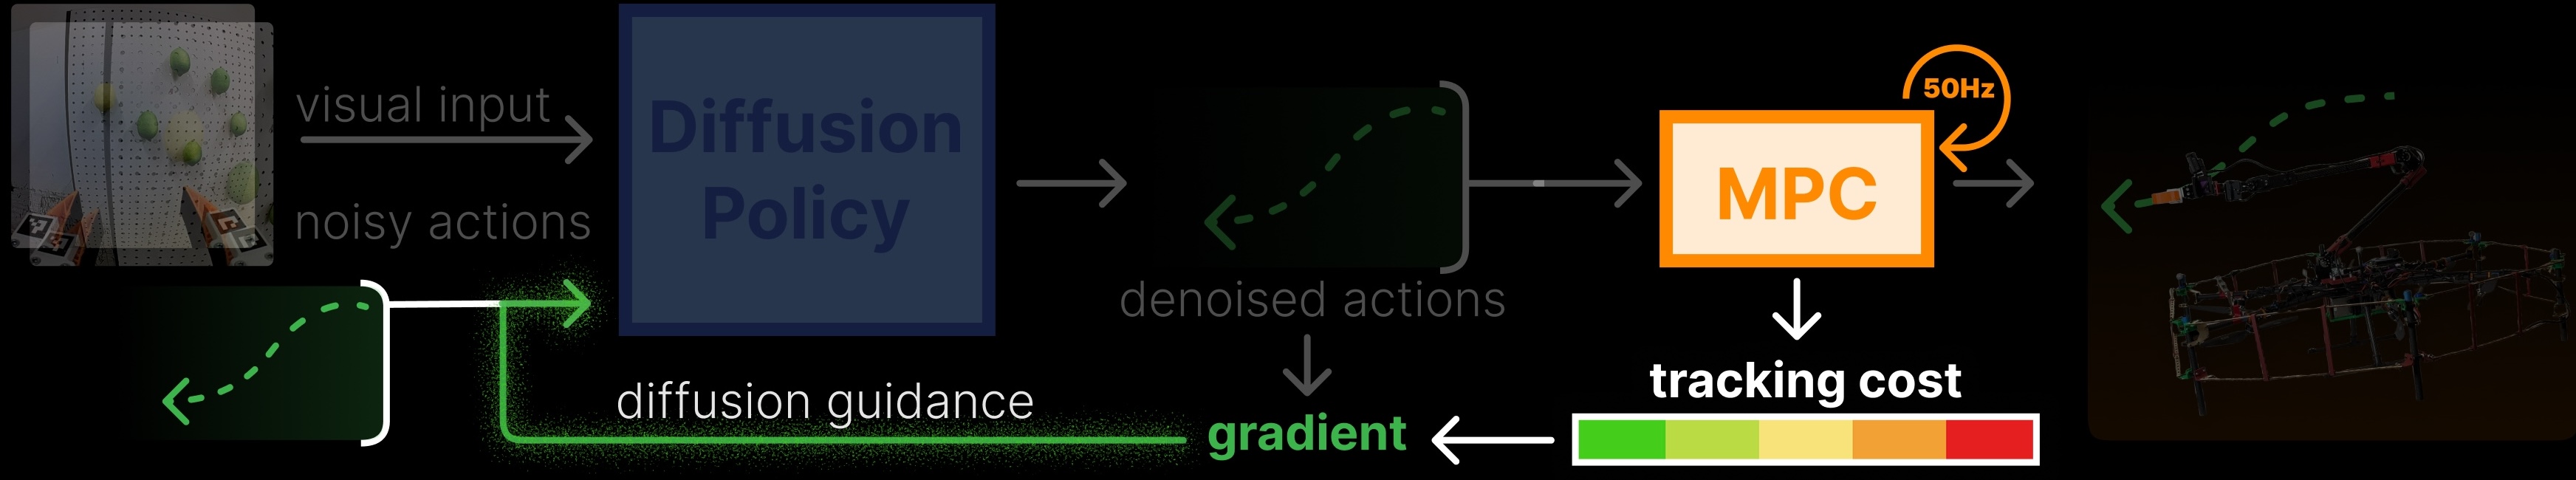 visual input
noisy actions
Diffusion
Policy
denoised actions
MPC
50Hz
tracking cost
gradient
diffusion guidance